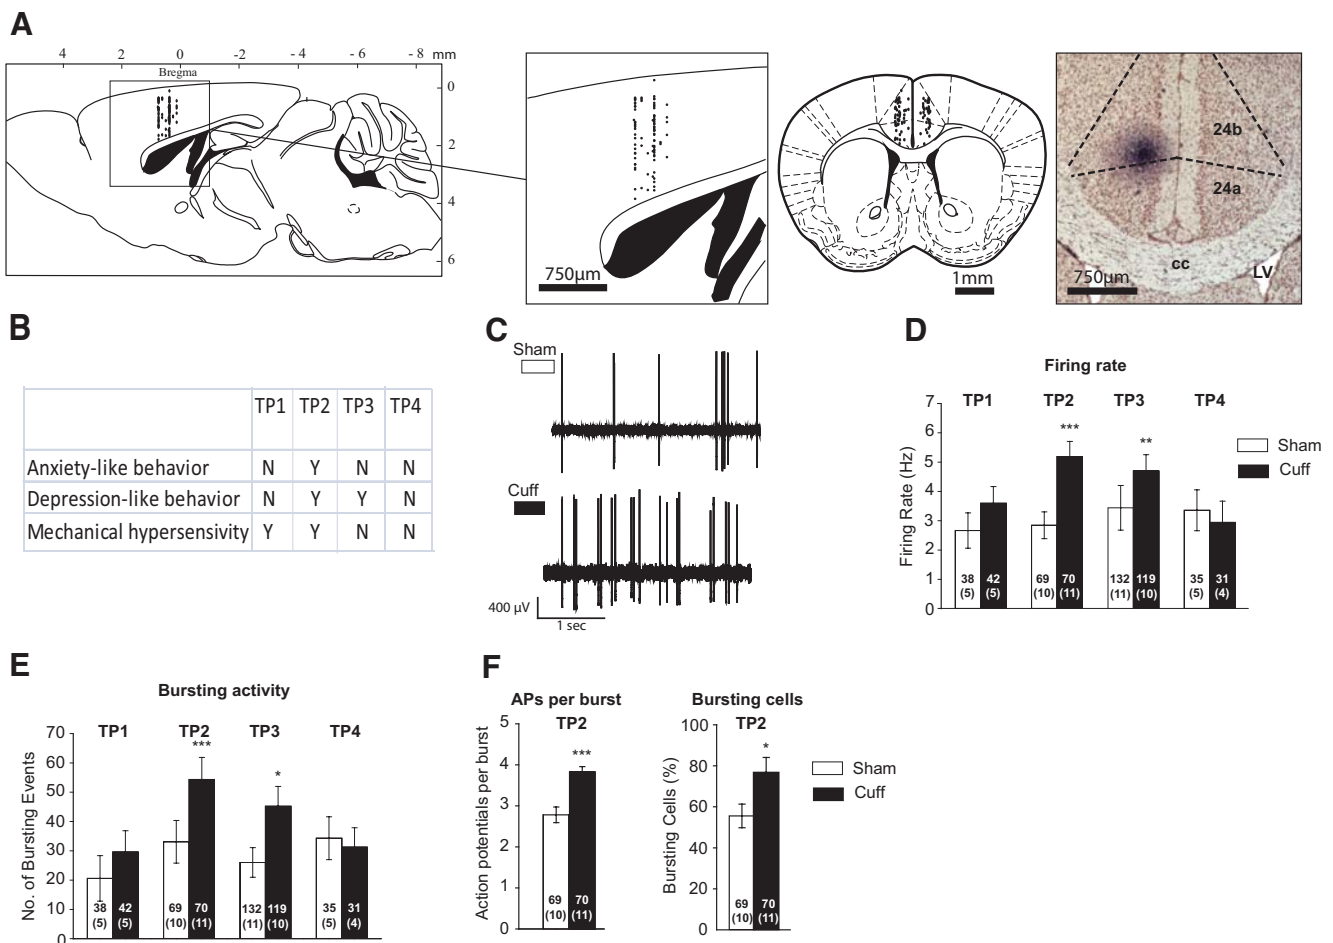 A
4 2 0 -2 - 4 - 6 - 8 mm
Bregma
0
2
4
6
750µm
1mm
24b
24a
cc
LV
750µm
B
TP1 TP2 TP3 TP4
Anxiety-like behavior N Y N N
Depression-like behavior N Y Y N
Mechanical hypersensivity Y Y N N
C
Sham
Cuff
400 µV
1 sec
D
Firing rate
TP1 TP2 TP3 TP4
*** **
Firing Rate (Hz)
7
6
5
4
3
2
1
0
38 42 69 70 132 119 35 31
(5) (5) (10) (11) (11) (10) (5) (4)
Sham
Cuff
E
Bursting activity
TP1 TP2 TP3 TP4
*** *
No. of Bursting Events
70
60
50
40
30
20
10
0
38 42 69 70 132 119 35 31
(5) (5) (10) (11) (11) (10) (5) (4)
F
APs per burst
TP2
***
Action potentials per burst
5
4
3
2
1
0
69 70
(10) (11)
Bursting cells
TP2
*
Bursting Cells (%)
100
80
60
40
20
0
69 70
(10) (11)
Sham
Cuff